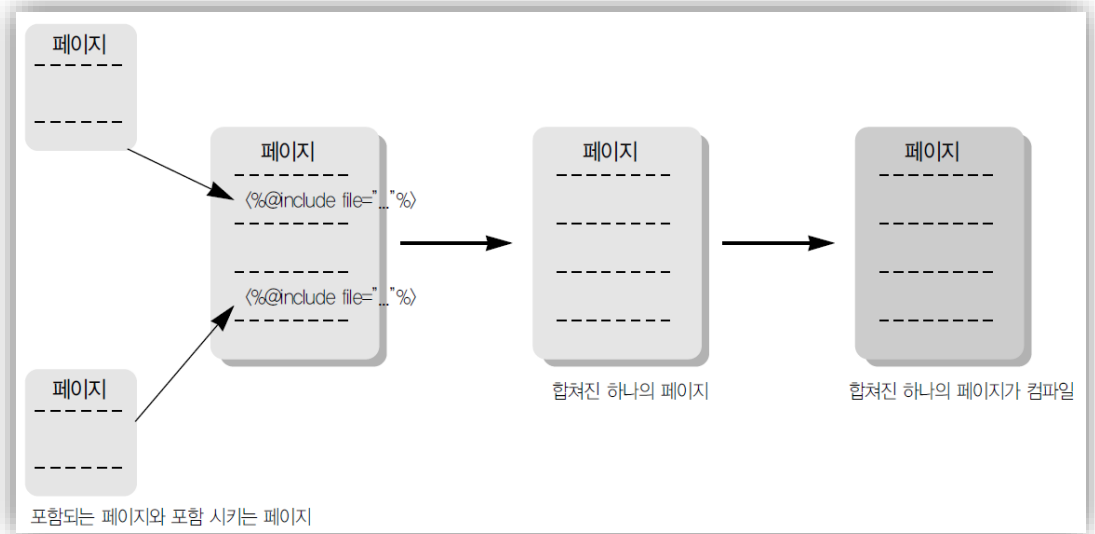 페이지
페이지
〈%@include file="..."%〉
〈%@include file="..."%〉
페이지
포함되는 페이지와 포함 시키는 페이지
페이지
합쳐진 하나의 페이지
페이지
합쳐진 하나의 페이지가 컴파일